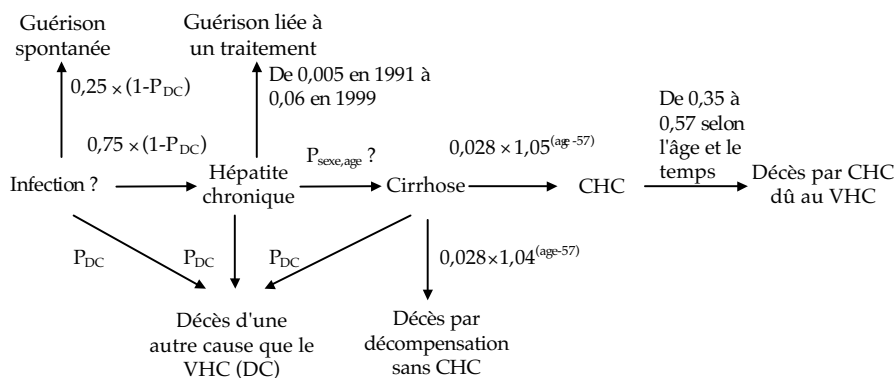 Guérison
spontanée
Guérison liée à
un traitement
De 0,005 en 1991 à
0,06 en 1999
0,25 × (1-P_DC)
De 0,35 à
0,57 selon
l'âge et le
temps
0,75 × (1-P_DC)
P_sexe,age ?
0,028 × 1,05^(age-57)
Infection ?
Hépatite
chronique
Cirrhose
CHC
Décès par CHC
dû au VHC
P_DC
P_DC
P_DC
0,028×1,04^(age-57)
Décès d'une
autre cause que le
VHC (DC)
Décès par
décompensation
sans CHC